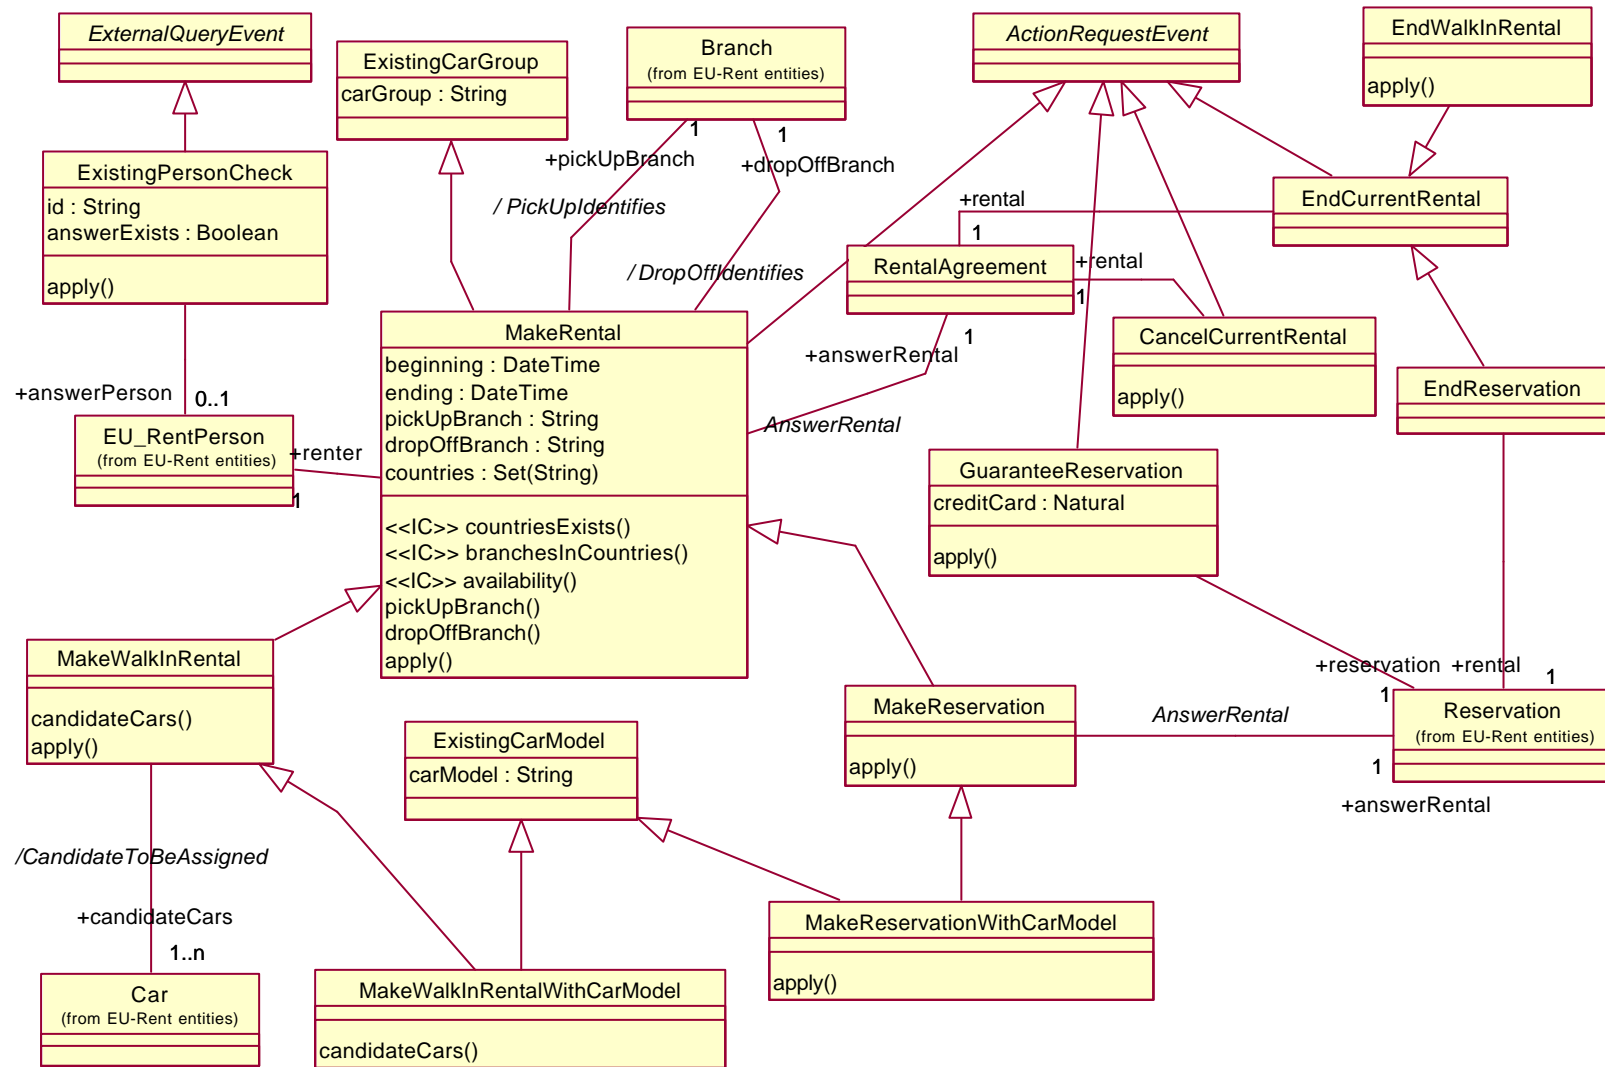 ExternalQueryEvent
ExistingPersonCheck
id : String
answerExists : Boolean
apply()
+answerPerson
0..1
EU_RentPerson
(from EU-Rent entities)
+renter
1
ExistingCarGroup
carGroup : String
Branch
(from EU-Rent entities)
1
1
+pickUpBranch
+dropOffBranch
/ PickUpIdentifies
/ DropOffIdentifies
ActionRequestEvent
EndWalkInRental
apply()
EndCurrentRental
+rental
1
RentalAgreement
+rental
1
1
+answerRental
AnswerRental
CancelCurrentRental
apply()
EndReservation
MakeRental
beginning : DateTime
ending : DateTime
pickUpBranch : String
dropOffBranch : String
countries : Set(String)
<<IC>> countriesExists()
<<IC>> branchesInCountries()
<<IC>> availability()
pickUpBranch()
dropOffBranch()
apply()
GuaranteeReservation
creditCard : Natural
apply()
+reservation
1
+rental
1
Reservation
(from EU-Rent entities)
AnswerRental
1
+answerRental
MakeReservation
apply()
MakeWalkInRental
candidateCars()
apply()
/CandidateToBeAssigned
+candidateCars
1..n
Car
(from EU-Rent entities)
ExistingCarModel
carModel : String
MakeReservationWithCarModel
apply()
MakeWalkInRentalWithCarModel
candidateCars()